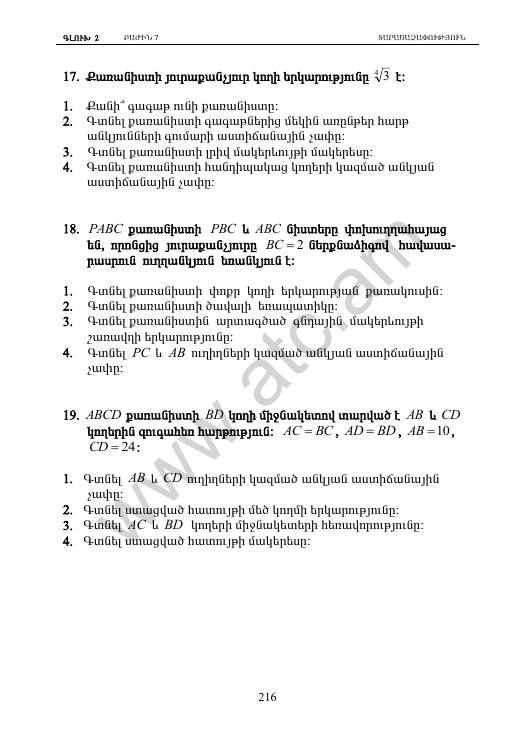 ԳԼՈՒԽ 2 ԲԱԺԻՆ 7 ՏԱՐԱԾԱՉԱՓՈՒԹՅՈՒՆ
17. Քառանիստի յուրաքանչյուր կողի երկարությունը ∜3 է:
1. Քանի՞ գագաթ ունի քառանիստը:
2. Գտնել քառանիստի գագաթներից մեկին առընթեր հարթ
անկյունների գումարի աստիճանային չափը:
3. Գտնել քառանիստի լրիվ մակերևույթի մակերեսը:
4. Գտնել քառանիստի հանդիպակաց կողերի կազմած անկյան
աստիճանային չափը:
18. PABC քառանիստի PBC և ABC նիստերը փոխուղղահայաց
են, որոնցից յուրաքանչյուրը BC = 2 ներքնաձիգով հավասա-
րասրուն ուղղանկյուն եռանկյուն է:
1. Գտնել քառանիստի փոքր կողի երկարության քառակուսին:
2. Գտնել քառանիստի ծավալի եռապատիկը:
3. Գտնել քառանիստին արտագծած գնդային մակերևույթի
շառավղի երկարությունը:
4. Գտնել PC և AB ուղիղների կազմած անկյան աստիճանային
չափը:
19. ABCD քառանիստի BD կողի միջնակետով տարված է AB և CD
կողերին զուգահեռ հարթություն: AC = BC, AD = BD, AB = 10,
CD = 24:
1. Գտնել AB և CD ուղիղների կազմած անկյան աստիճանային
չափը:
2. Գտնել ստացված հատույթի մեծ կողմի երկարությունը:
3. Գտնել AC և BD կողերի միջնակետերի հեռավորությունը:
4. Գտնել ստացված հատույթի մակերեսը:
www.atc.am
216